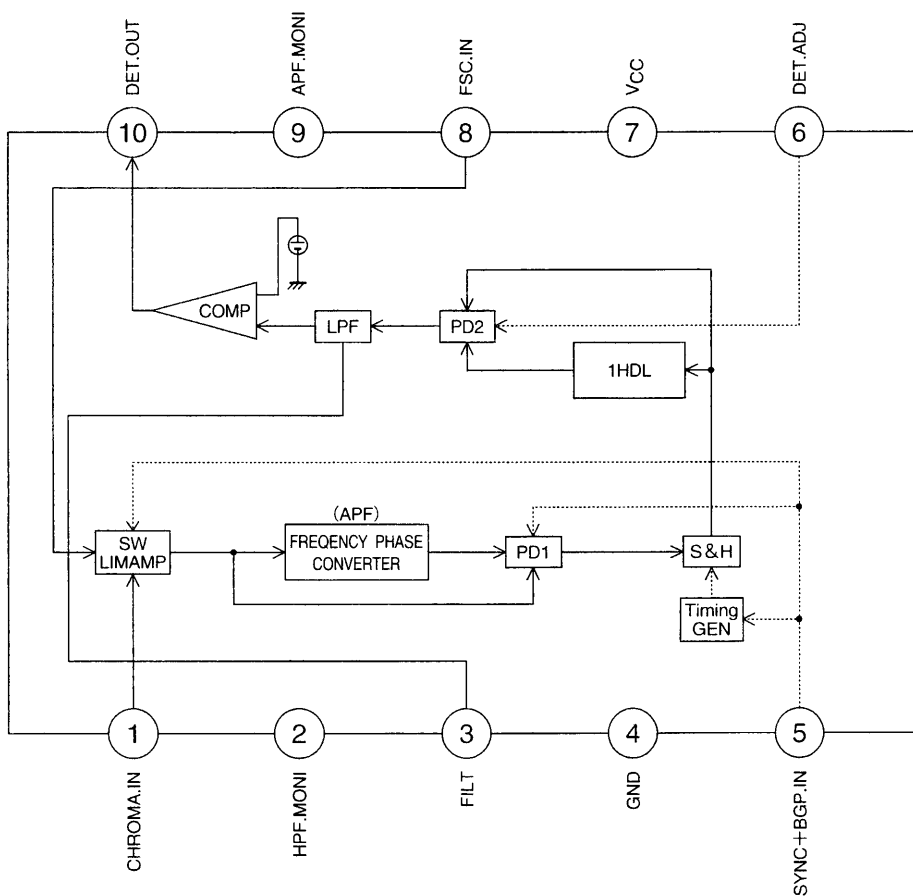 DET.OUT
APF.MONI
FSC.IN
VCC
DET.ADJ
10
9
8
7
6
COMP
LPF
PD2
1HDL
(APF)
SW
LIMAMP
FREQENCY PHASE
CONVERTER
PD1
S&H
Timing
GEN
1
2
3
4
5
CHROMA.IN
HPF.MONI
FILT
GND
SYNC+BGP.IN